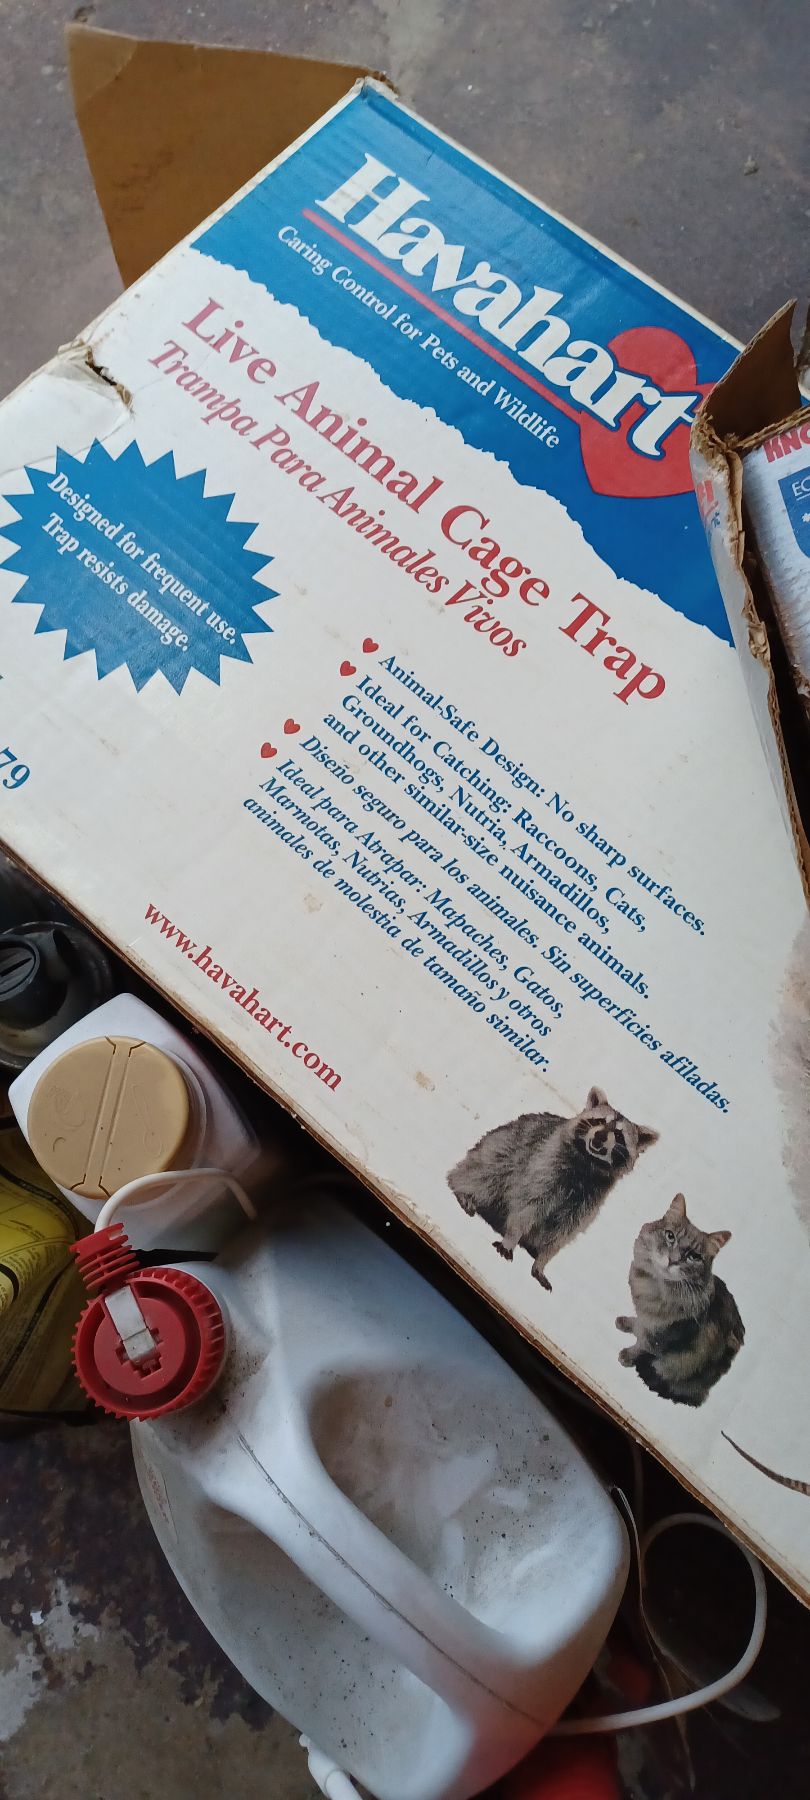 Havahart
Caring Control for Pets and Wildlife
Live Animal Cage Trap
Trampa Para Animales Vivos
Designed for frequent use.
Trap resists damage.
Animal-Safe Design: No sharp surfaces.
Ideal for Catching: Raccoons, Cats,
Groundhogs, Nutria, Armadillos,
and other similar-size nuisance animals.
Diseño seguro para los animales. Sin superficies afiladas.
Ideal para Atrapar: Mapaches, Gatos,
Marmotas, Nutrias, Armadillos y otros
animales de molestia de tamaño similar.
79
www.havahart.com